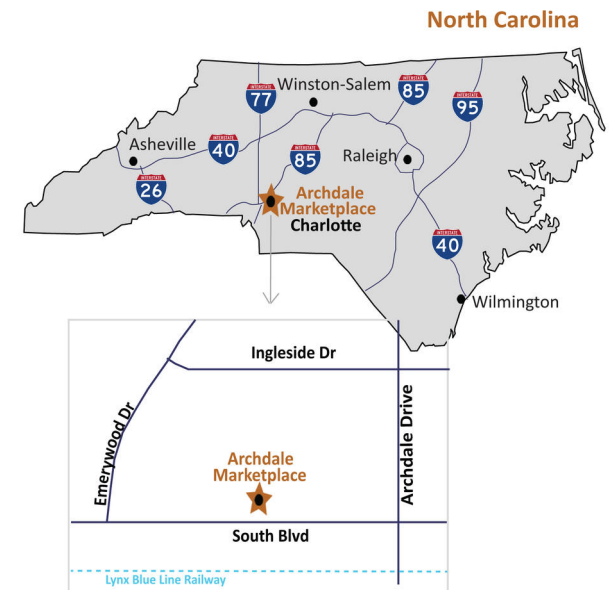 North Carolina
INTERSTATE
77
Winston-Salem
INTERSTATE
85
INTERSTATE
95
Asheville
INTERSTATE
40
INTERSTATE
85
Raleigh
INTERSTATE
26
Archdale
Marketplace
Charlotte
INTERSTATE
40
Wilmington
Ingleside Dr
Emerywood Dr
Archdale Drive
Archdale
Marketplace
South Blvd
Lynx Blue Line Railway